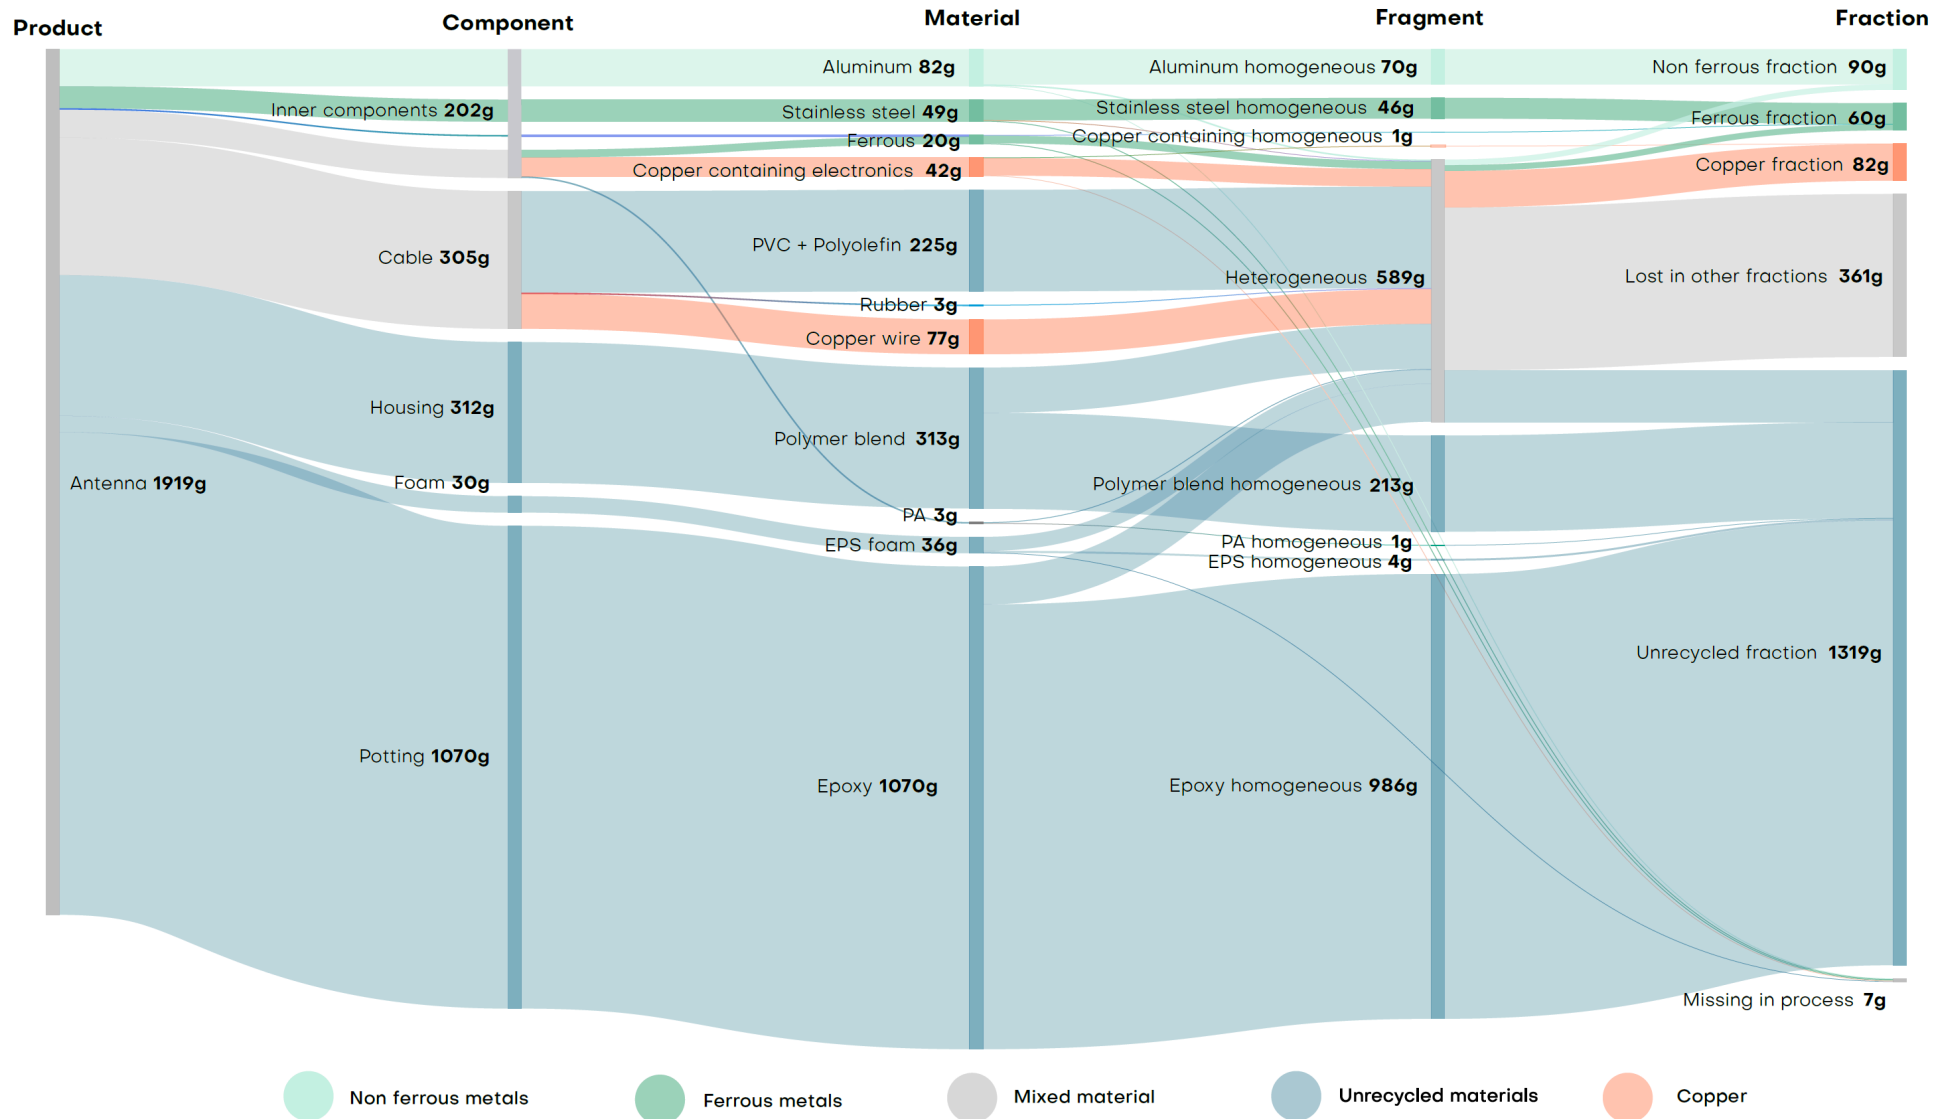 Product
Component
Material
Fragment
Fraction
Antenna 1919g
Inner components 202g
Cable 305g
Housing 312g
Foam 30g
Potting 1070g
Aluminum 82g
Stainless steel 49g
Ferrous 20g
Copper containing electronics 42g
PVC + Polyolefin 225g
Rubber 3g
Copper wire 77g
Polymer blend 313g
PA 3g
EPS foam 36g
Epoxy 1070g
Aluminum homogeneous 70g
Stainless steel homogeneous 46g
Copper containing homogeneous 1g
Heterogeneous 589g
Polymer blend homogeneous 213g
PA homogeneous 1g
EPS homogeneous 4g
Epoxy homogeneous 986g
Non ferrous fraction 90g
Ferrous fraction 60g
Copper fraction 82g
Lost in other fractions 361g
Unrecycled fraction 1319g
Missing in process 7g
Non ferrous metals
Ferrous metals
Mixed material
Unrecycled materials
Copper